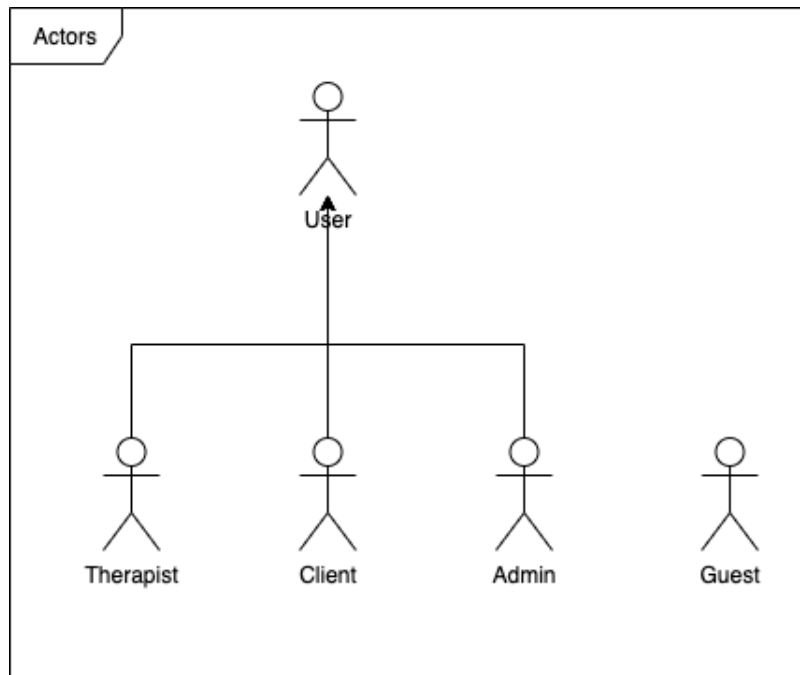 Actors
User
Therapist
Client
Admin
Guest